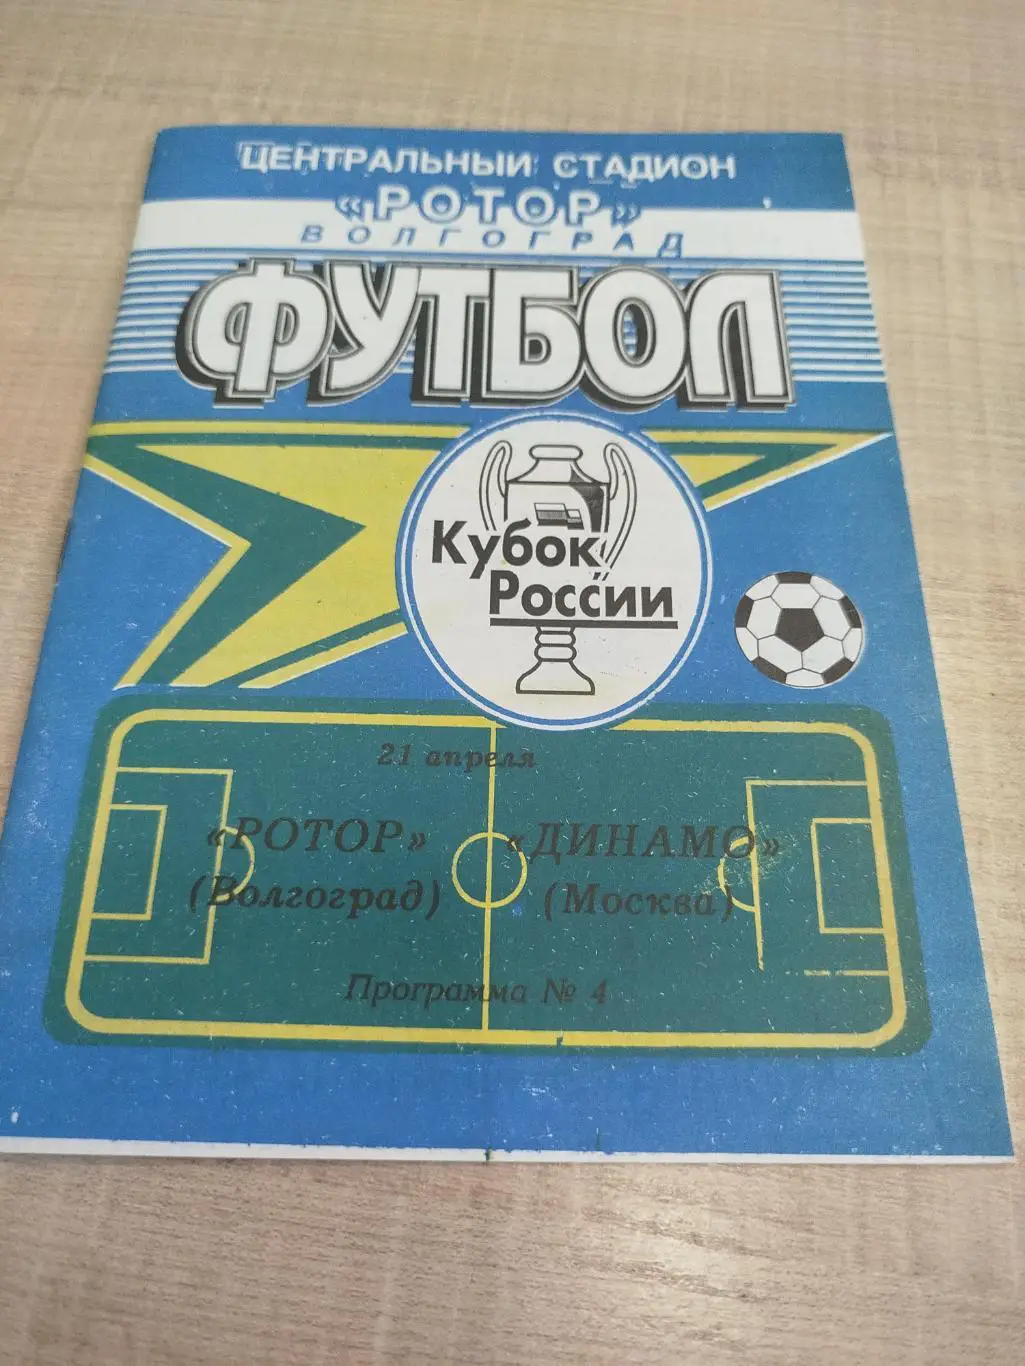 ЦЕНТРАЛЬНЫЙ СТАДИОН
«РОТОР»
ВОЛГОГРАД
ФУТБОЛ
Кубок
России
21 апреля
«РОТОР» «ДИНАМО»
(Волгоград) (Москва)
Программа № 4